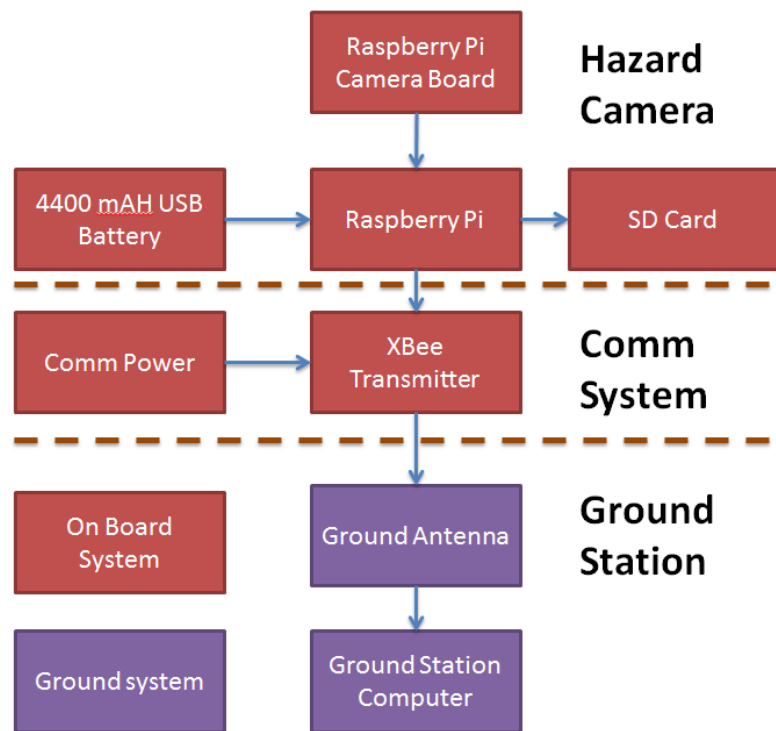 Raspberry Pi
Camera Board
Hazard
Camera
4400 mAH USB
Battery
Raspberry Pi
SD Card
Comm Power
XBee
Transmitter
Comm
System
On Board
System
Ground Antenna
Ground
Station
Ground system
Ground Station
Computer